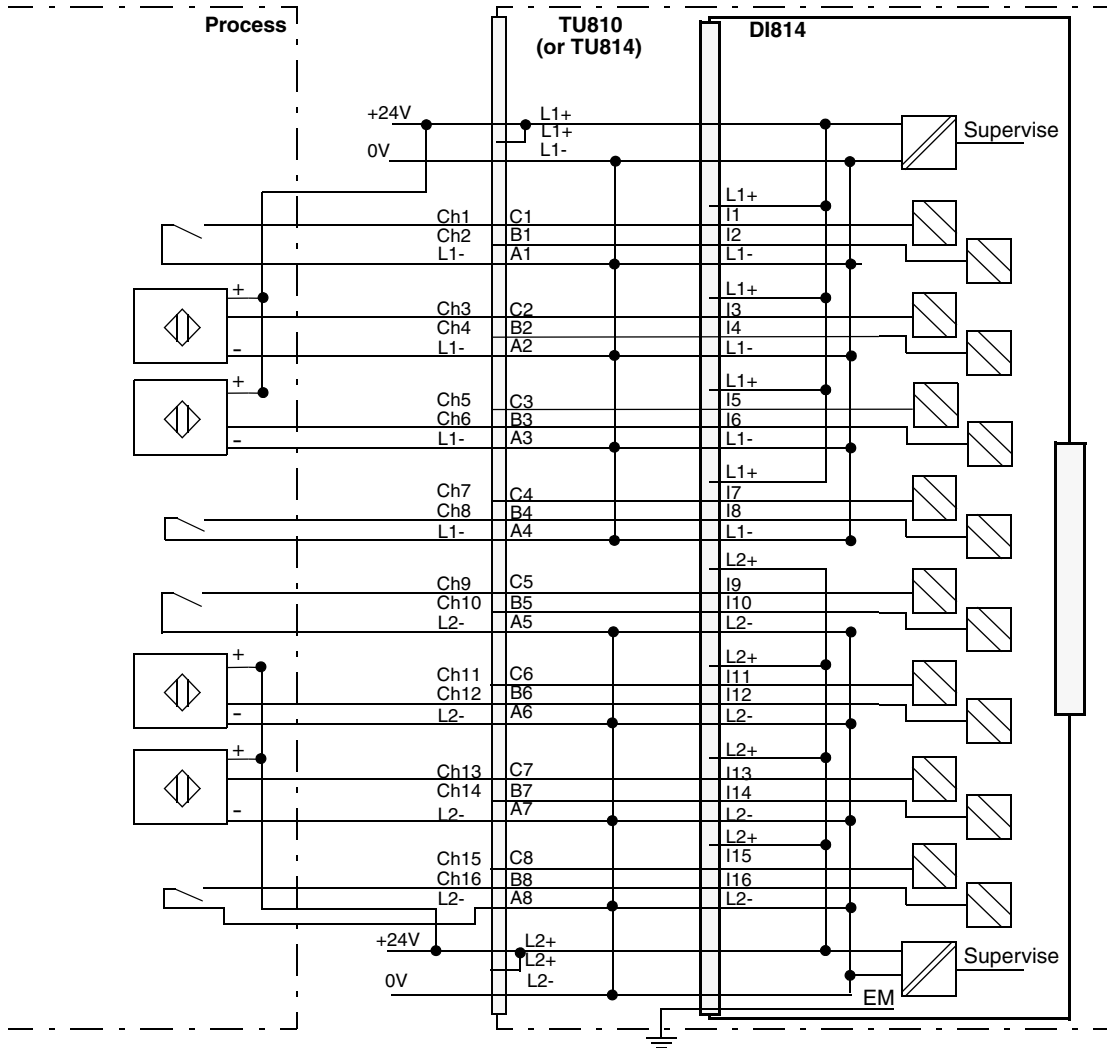 Process
TU810
(or TU814)
DI814
+24V
L1+
L1+
0V
L1-
Supervise
L1+
Ch1 C1 I1
Ch2 B1 I2
L1- A1 L1-
+
L1+
Ch3 C2 I3
Ch4 B2 I4
- L1- A2 L1-
+
L1+
Ch5 C3 I5
Ch6 B3 I6
- L1- A3 L1-
L1+
Ch7 C4 I7
Ch8 B4 I8
L1- A4 L1-
L2+
Ch9 C5 I9
Ch10 B5 I10
L2- A5 L2-
+
L2+
Ch11 C6 I11
Ch12 B6 I12
- L2- A6 L2-
+
L2+
Ch13 C7 I13
Ch14 B7 I14
- L2- A7 L2-
L2+
Ch15 C8 I15
Ch16 B8 I16
L2- A8 L2-
+24V L2+
L2+
Supervise
0V L2-
EM